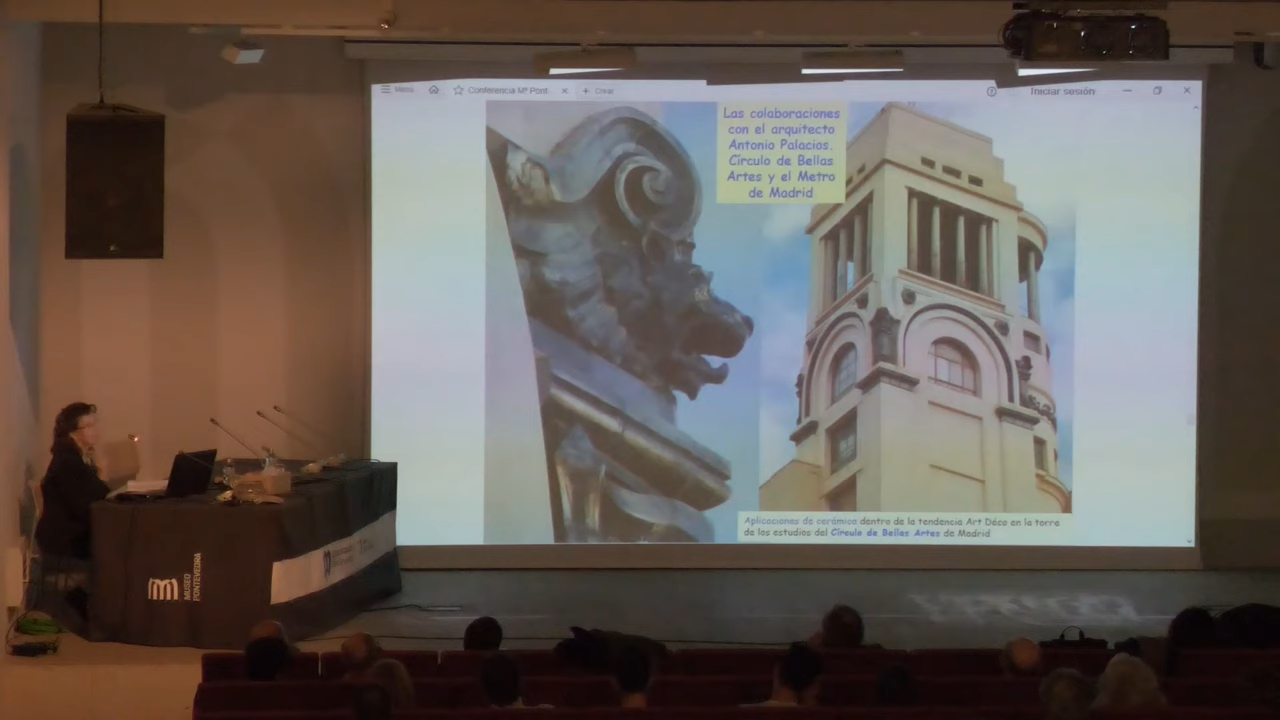 Menú
Conferencia Mª Pont
+ Crear
Iniciar sesión
Las colaboraciones
con el arquitecto
Antonio Palacios.
Círculo de Bellas
Artes y el Metro
de Madrid
Aplicaciones de cerámica dentro de la tendencia Art Déco en la torre
de los estudios del Círculo de Bellas Artes de Madrid
MUSEO
PONTEVEDRA